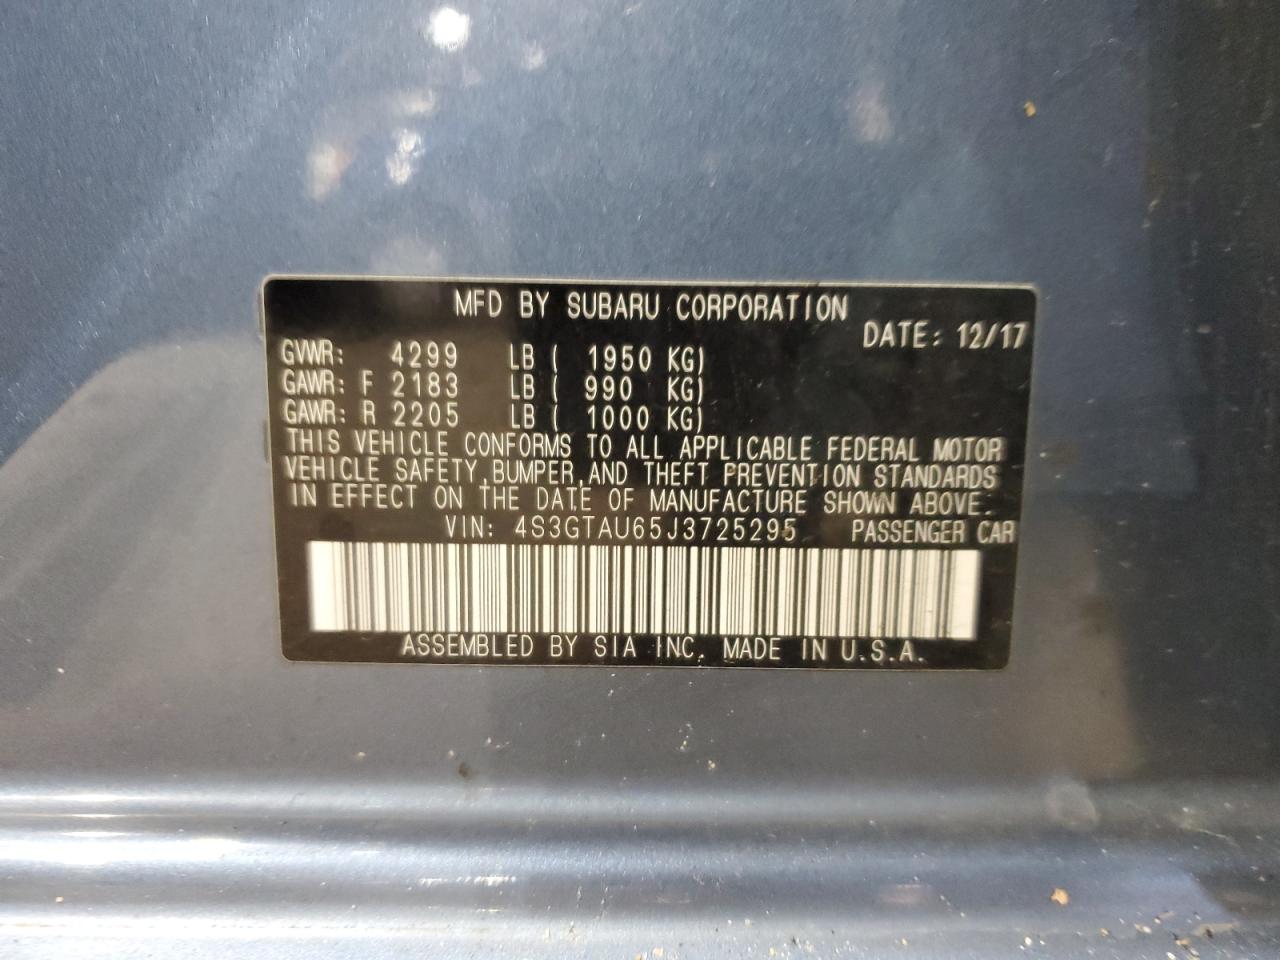 MFD BY SUBARU CORPORATION
DATE: 12/17
GVWR: 4299 LB ( 1950 KG)
GAWR: F 2183 LB ( 990 KG)
GAWR: R 2205 LB ( 1000 KG)
THIS VEHICLE CONFORMS TO ALL APPLICABLE FEDERAL MOTOR
VEHICLE SAFETY,BUMPER,AND THEFT PREVENTION STANDARDS
IN EFFECT ON THE DATE OF MANUFACTURE SHOWN ABOVE.
VIN: 4S3GTAU65J3725295 PASSENGER CAR
ASSEMBLED BY SIA INC. MADE IN U.S.A.